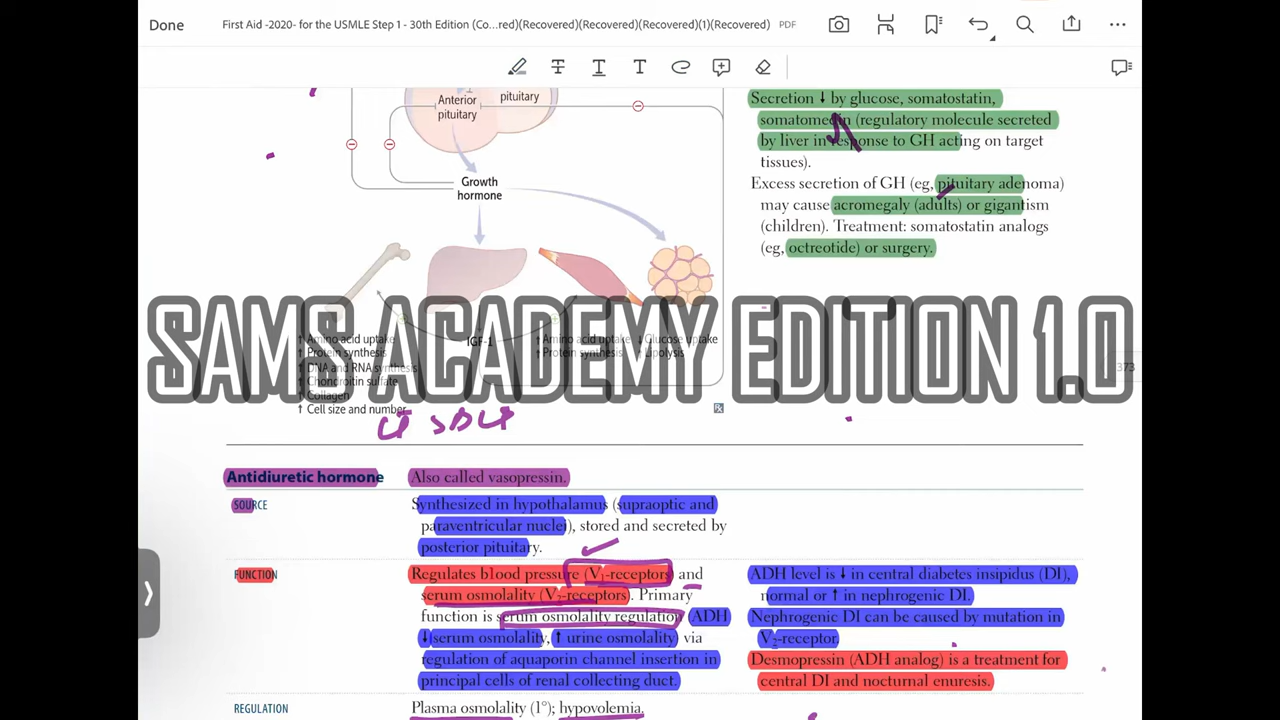 Done
First Aid -2020- for the USMLE Step 1 - 30th Edition (Co...red)(Recovered)(Recovered)(Recovered)(1)(Recovered) PDF
Anterior
pituitary
pituitary
Growth
hormone
IGF-1
↑ Amino acid uptake
↑ Protein synthesis
↑ DNA and RNA synthesis
↑ Chondroitin sulfate
↑ Collagen
↑ Cell size and number
↑ Amino acid uptake
↑ Protein synthesis
↓ Glucose uptake
↑ Lipolysis
Secretion ↓ by glucose, somatostatin,
somatomedin (regulatory molecule secreted
by liver in response to GH acting on target
tissues).
Excess secretion of GH (eg, pituitary adenoma)
may cause acromegaly (adults) or gigantism
(children). Treatment: somatostatin analogs
(eg, octreotide) or surgery.
SAMS ACADEMY EDITION 1.0
373
Antidiuretic hormone
Also called vasopressin.
SOURCE
Synthesized in hypothalamus (supraoptic and
paraventricular nuclei), stored and secreted by
posterior pituitary.
FUNCTION
Regulates blood pressure (V₁-receptors) and
serum osmolality (V₂-receptors). Primary
function is serum osmolality regulation (ADH
↓ serum osmolality, ↑ urine osmolality) via
regulation of aquaporin channel insertion in
principal cells of renal collecting duct.
ADH level is ↓ in central diabetes insipidus (DI),
normal or ↑ in nephrogenic DI.
Nephrogenic DI can be caused by mutation in
V₂-receptor.
Desmopressin (ADH analog) is a treatment for
central DI and nocturnal enuresis.
REGULATION
Plasma osmolality (1°); hypovolemia.